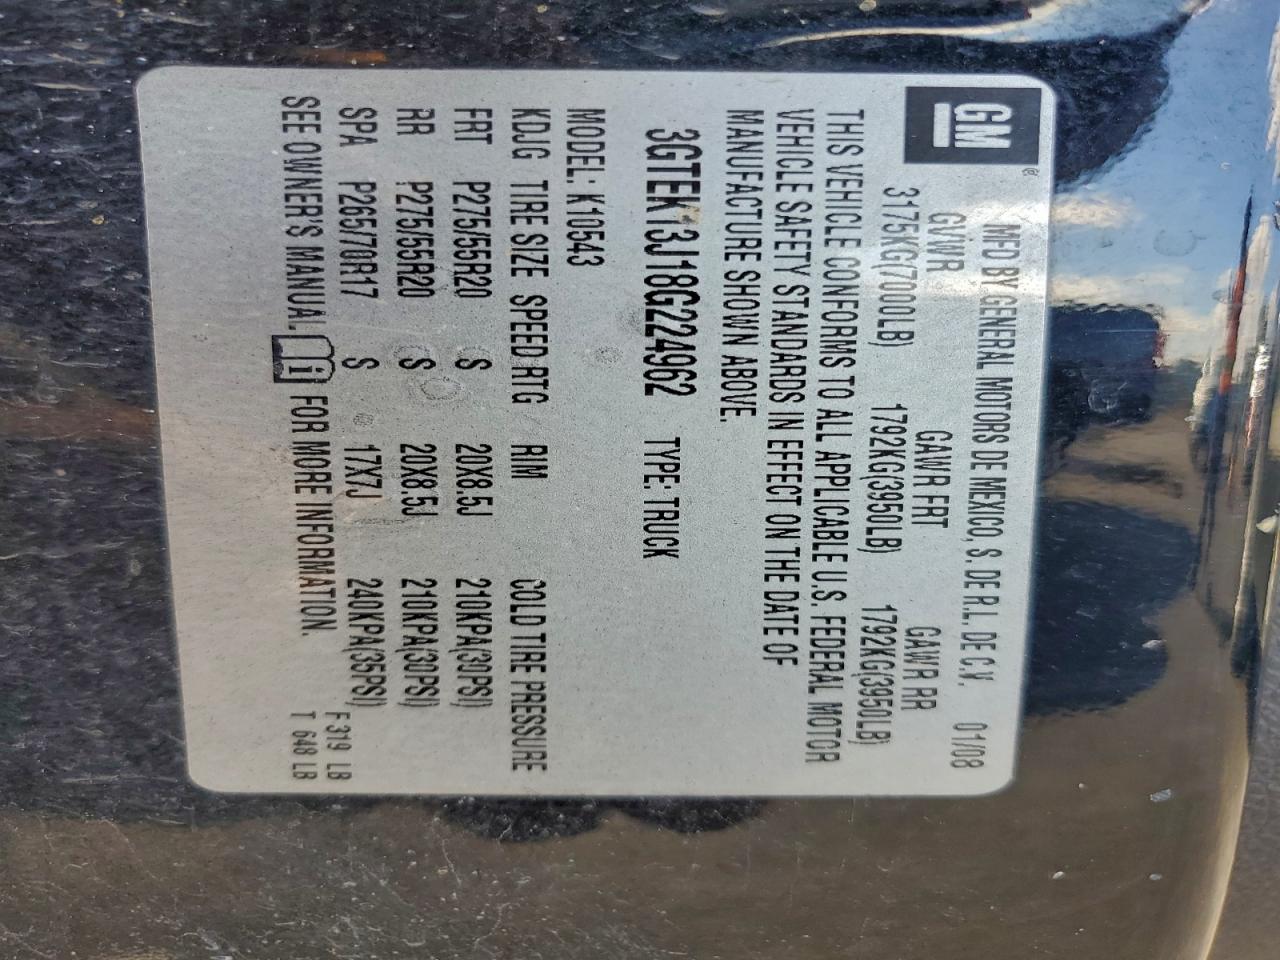 GM®
MFD BY GENERAL MOTORS DE MEXICO, S. DE R.L. DE C.V. 01/08
GVWR GAWR FRT GAWR RR
3175KG(7000LB) 1792KG(3950LB) 1792KG(3950LB)
THIS VEHICLE CONFORMS TO ALL APPLICABLE U.S. FEDERAL MOTOR
VEHICLE SAFETY STANDARDS IN EFFECT ON THE DATE OF
MANUFACTURE SHOWN ABOVE.
3GTEK13J18G224962 TYPE: TRUCK
MODEL: K10543
KDJG TIRE SIZE SPEED RTG RIM COLD TIRE PRESSURE
FRT P275/55R20 S 20X8.5J 210KPA(30PSI)
RR P275/55R20 S 20X8.5J 210KPA(30PSI)
SPA P265/70R17 S 17X7J 240KPA(35PSI)
SEE OWNER'S MANUAL i FOR MORE INFORMATION.
F 319 LB
T 648 LB